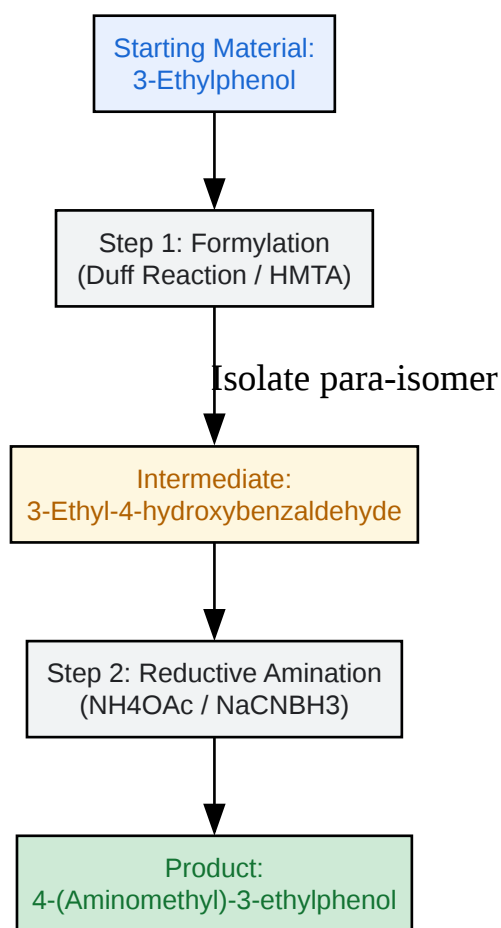 Starting Material:
3-Ethylphenol
Step 1: Formylation
(Duff Reaction / HMTA)
Isolate para-isomer
Intermediate:
3-Ethyl-4-hydroxybenzaldehyde
Step 2: Reductive Amination
(NH4OAc / NaCNBH3)
Product:
4-(Aminomethyl)-3-ethylphenol